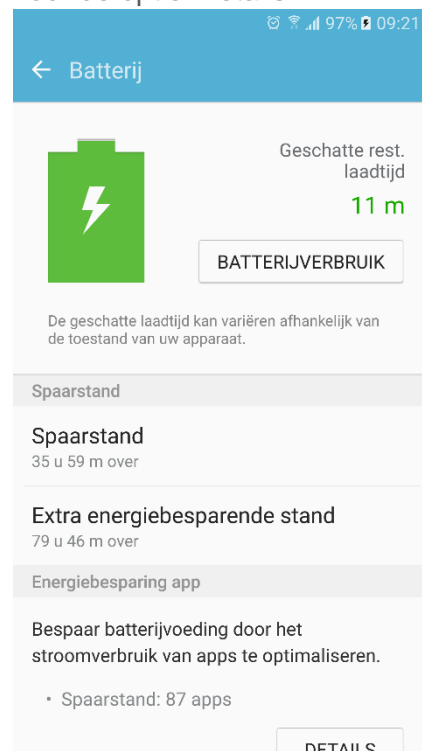 97% 09:21
Batterij
Geschatte rest.
laadtijd
11 m
BATTERIJVERBRUIK
De geschatte laadtijd kan variëren afhankelijk van
de toestand van uw apparaat.
Spaarstand
Spaarstand
35 u 59 m over
Extra energiebesparende stand
79 u 46 m over
Energiebesparing app
Bespaar batterijvoeding door het
stroomverbruik van apps te optimaliseren.
• Spaarstand: 87 apps
DETAILS